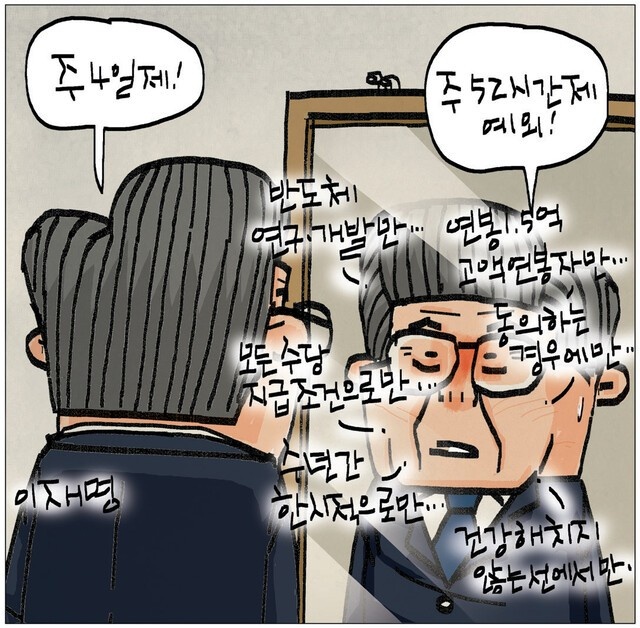 주 4일제!
주 52시간제
예외!
반도체
연구·개발만...
연봉 1.5억
고액연봉자만...
동의하는
경우에만..
모든 수당
지급조건으로만...
수년간
한시적으로만...
건강해치지
않는선에서만.
이재명